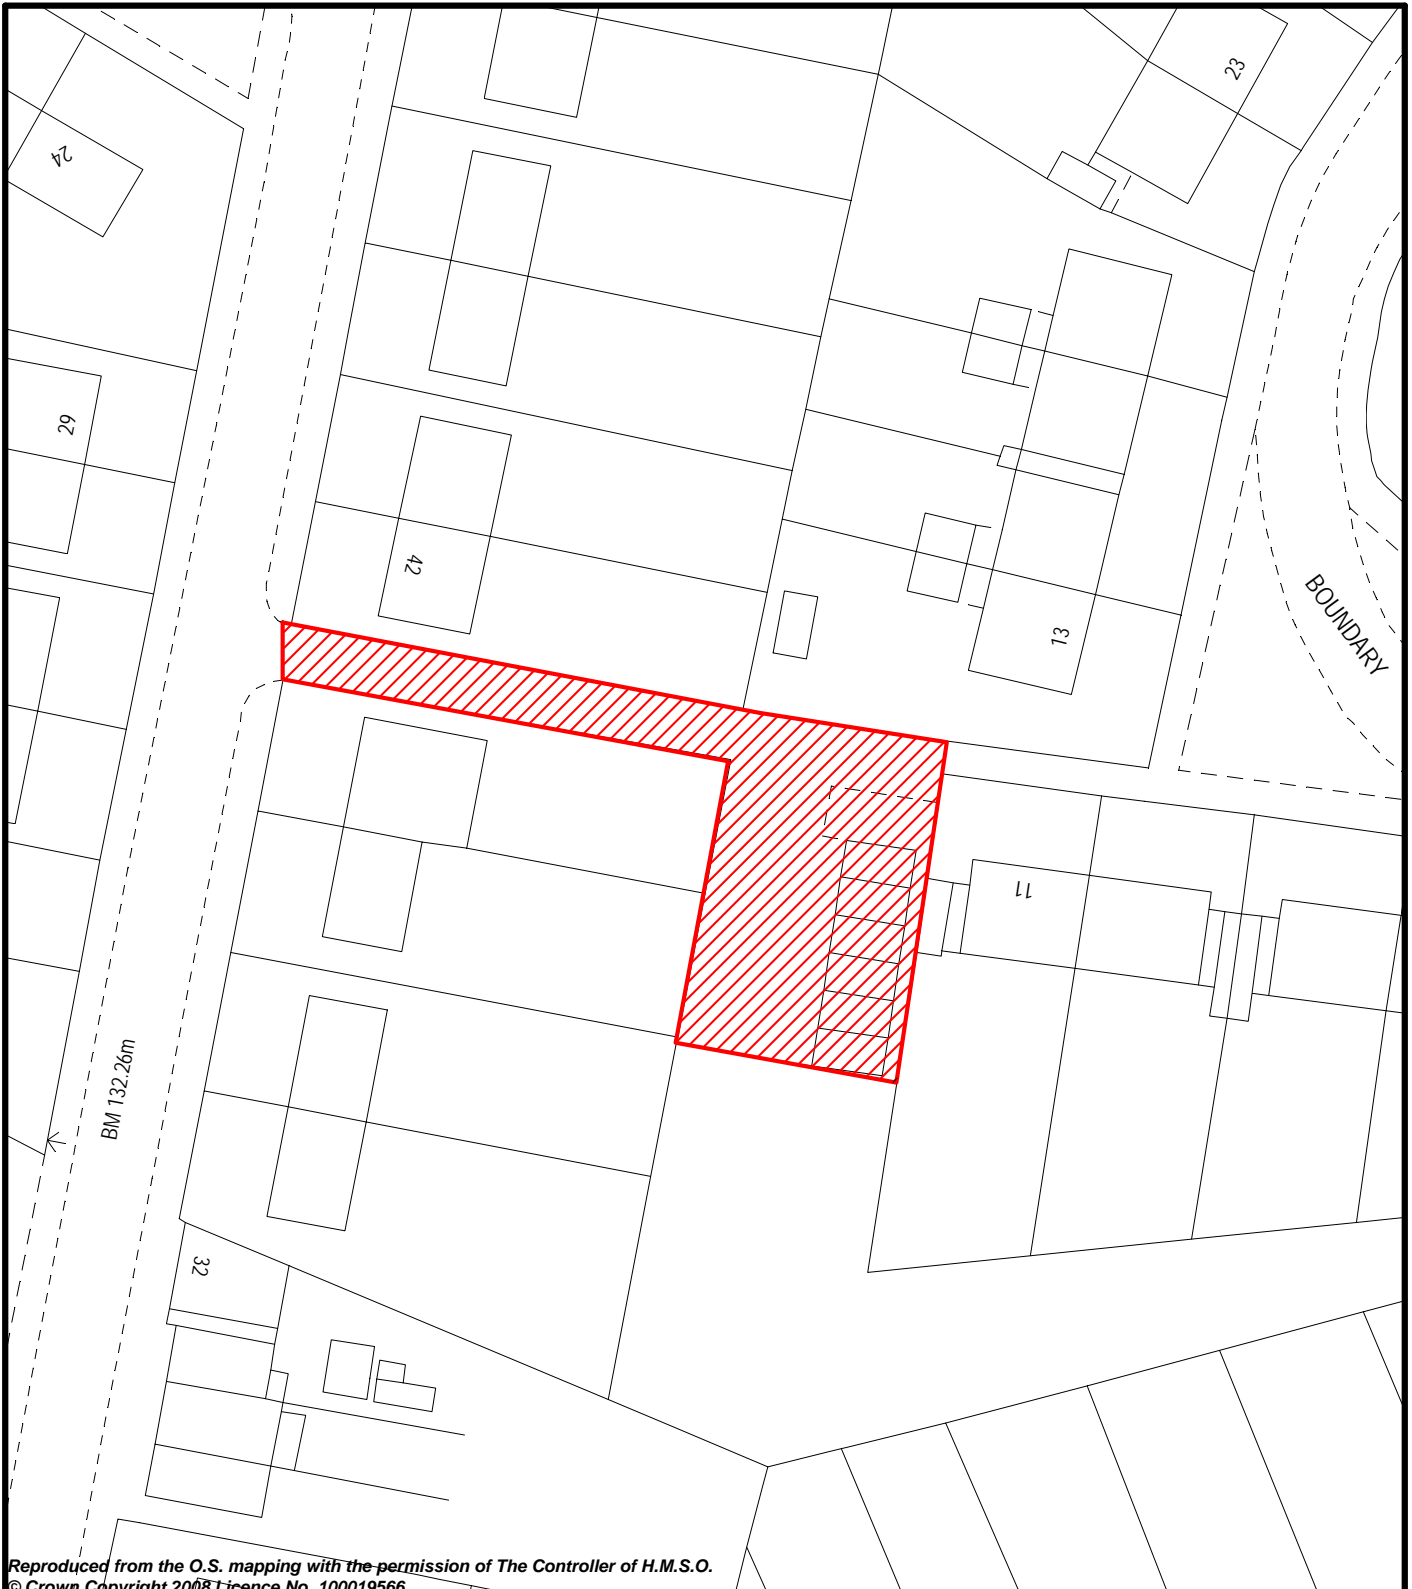 23
24
29
42
BOUNDARY
13
11
BM 132.26m
32
Reproduced from the O.S. mapping with the permission of The Controller of H.M.S.O.
© Crown Copyright 2008 Licence No. 100019566